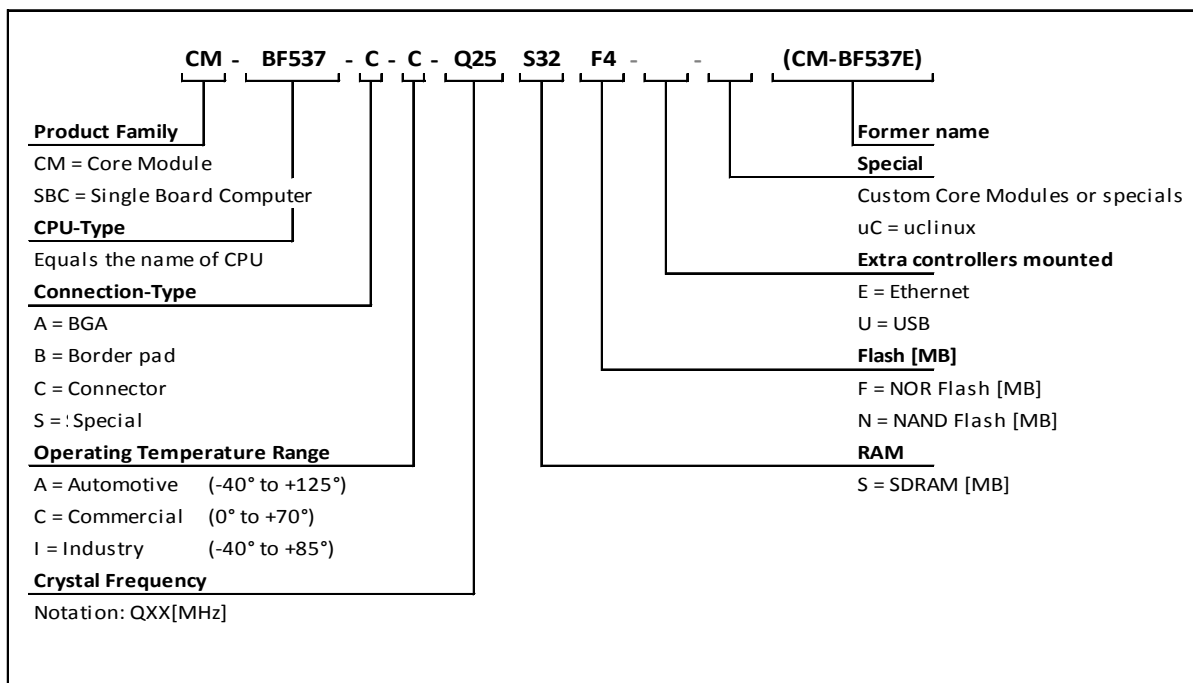 CM - BF537 - C - C - Q25 S32 F4 - - (CM-BF537E)
Product Family
CM = Core Module
SBC = Single Board Computer
CPU-Type
Equals the name of CPU
Connection-Type
A = BGA
B = Border pad
C = Connector
S = : Special
Operating Temperature Range
A = Automotive (-40° to +125°)
C = Commercial (0° to +70°)
I = Industry (-40° to +85°)
Crystal Frequency
Notation: QXX[MHz]
Former name
Special
Custom Core Modules or specials
uC = uclinux
Extra controllers mounted
E = Ethernet
U = USB
Flash [MB]
F = NOR Flash [MB]
N = NAND Flash [MB]
RAM
S = SDRAM [MB]